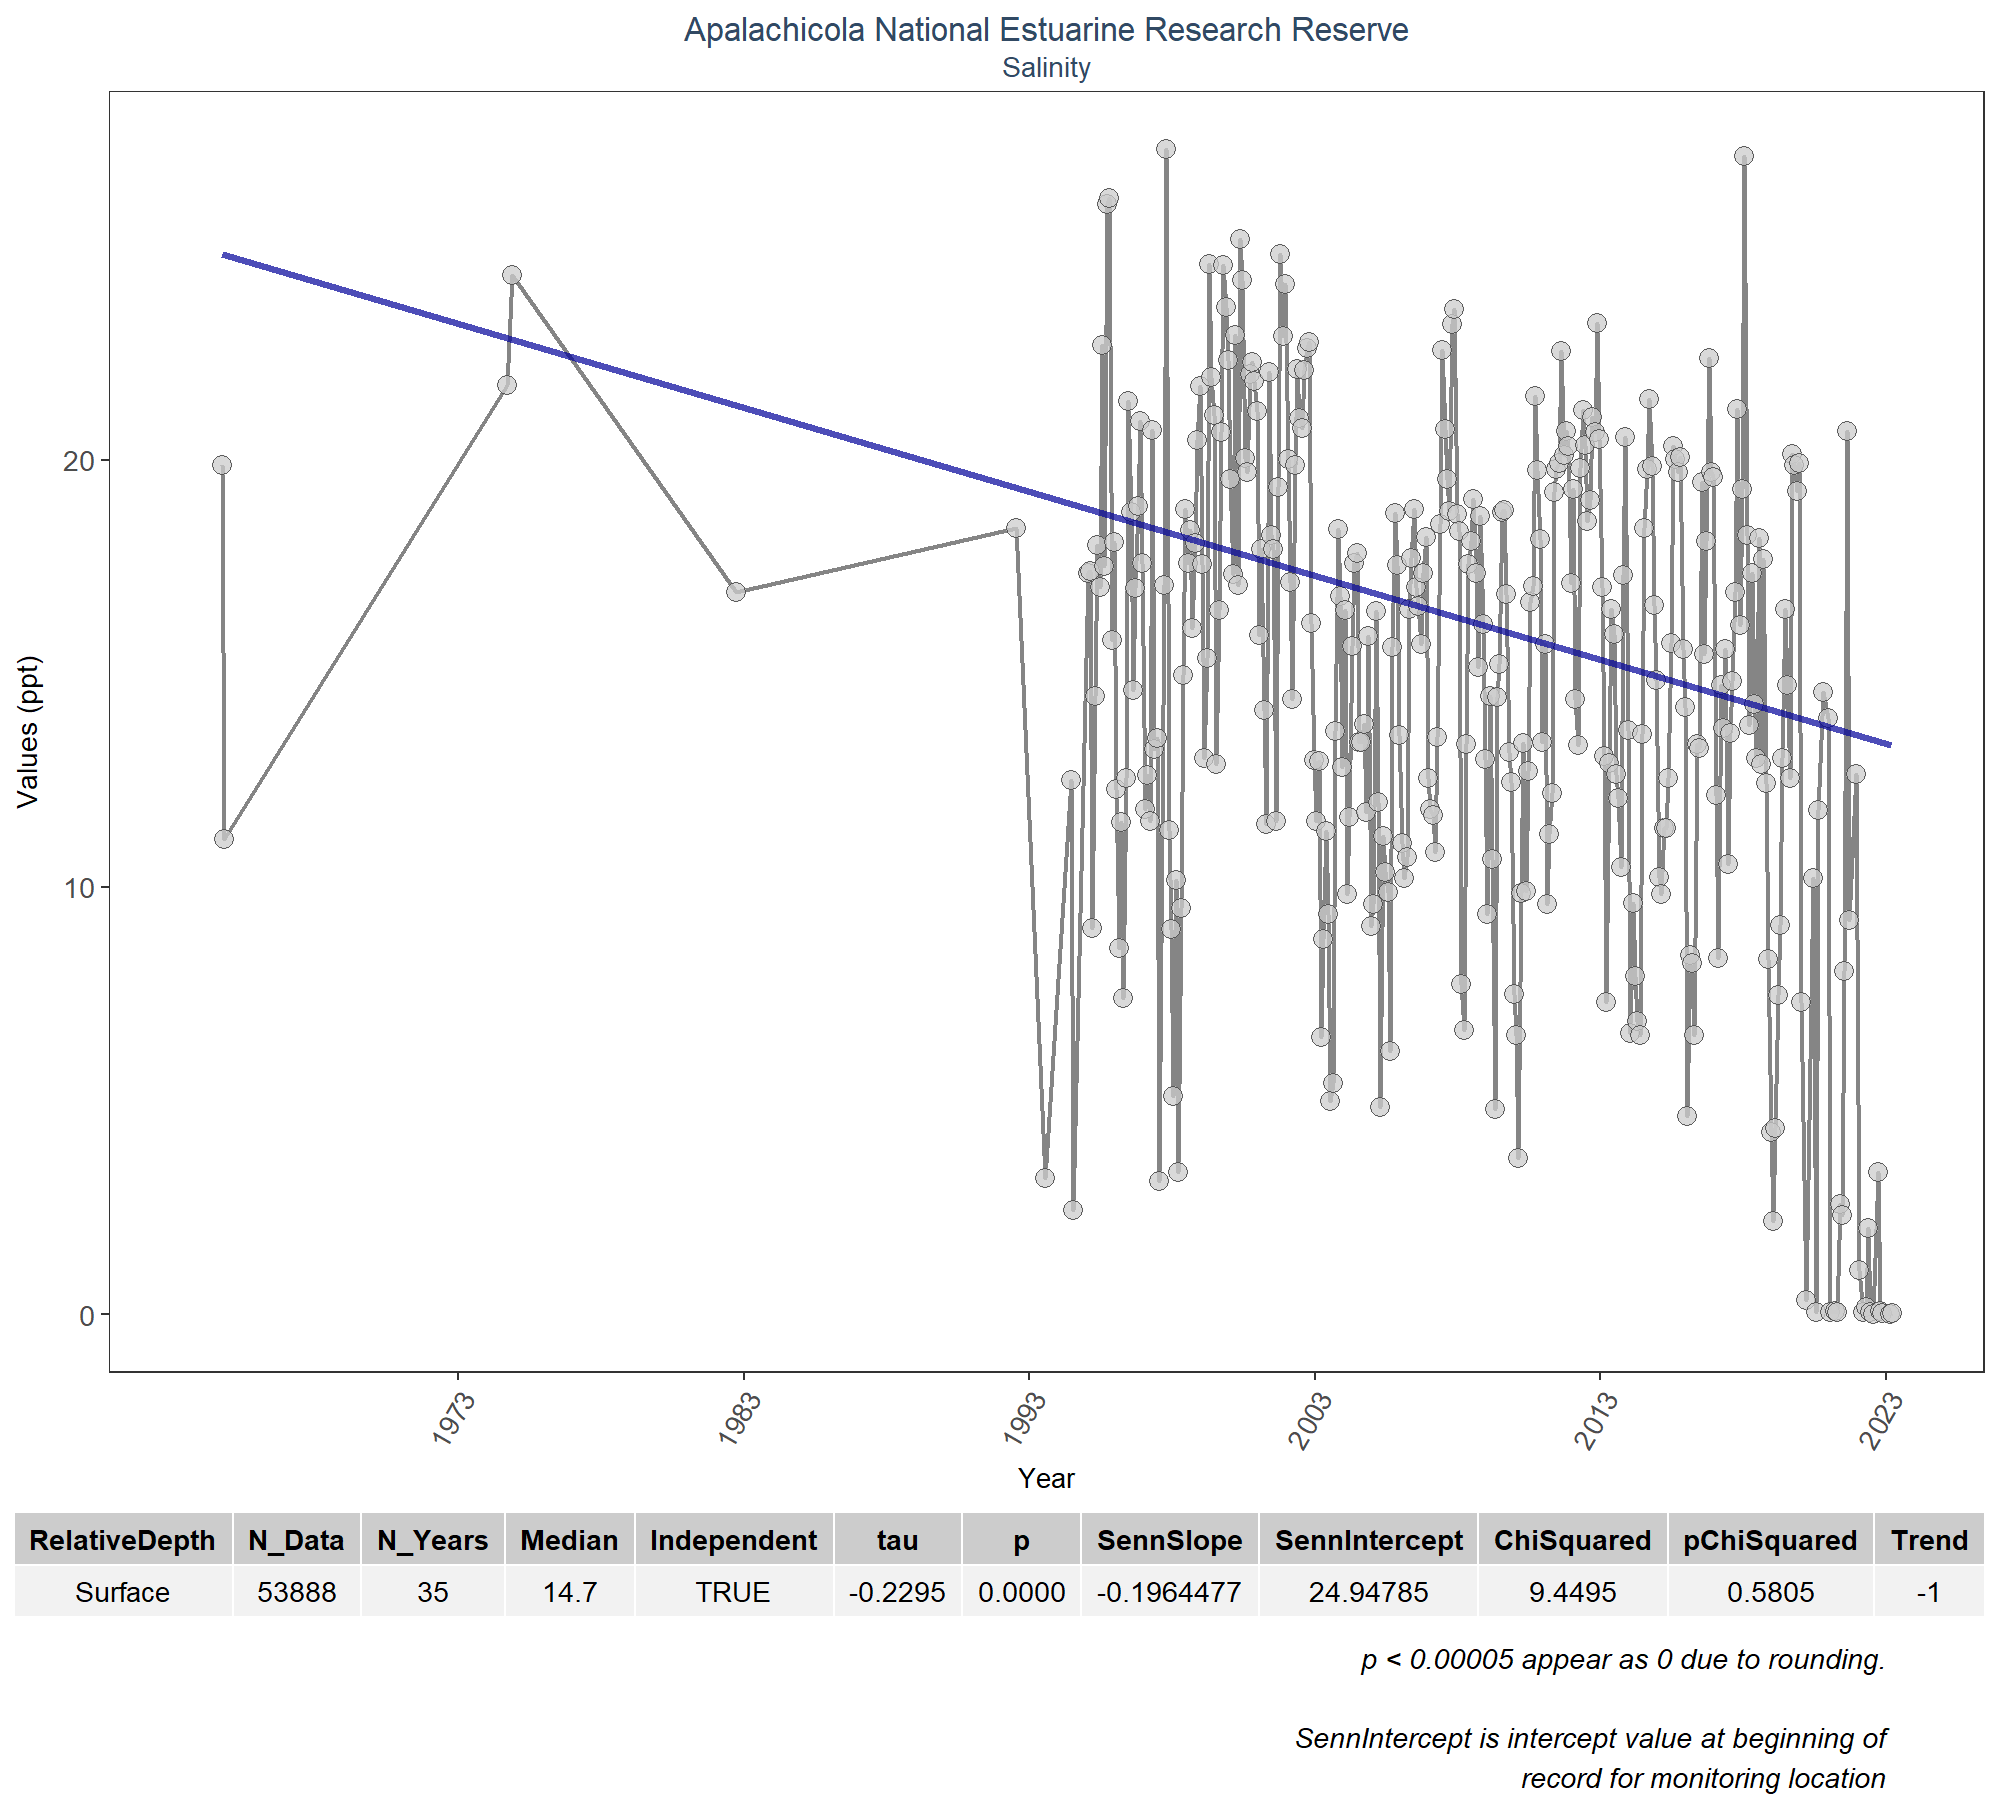 Apalachicola National Estuarine Research Reserve
Salinity
Values (ppt)
20
10
0
1973
1983
1993
2003
2013
2023
Year
RelativeDepth N_Data N_Years Median Independent tau p SennSlope SennIntercept ChiSquared pChiSquared Trend
Surface 53888 35 14.7 TRUE -0.2295 0.0000 -0.1964477 24.94785 9.4495 0.5805 -1
p < 0.00005 appear as 0 due to rounding.
SennIntercept is intercept value at beginning of
record for monitoring location